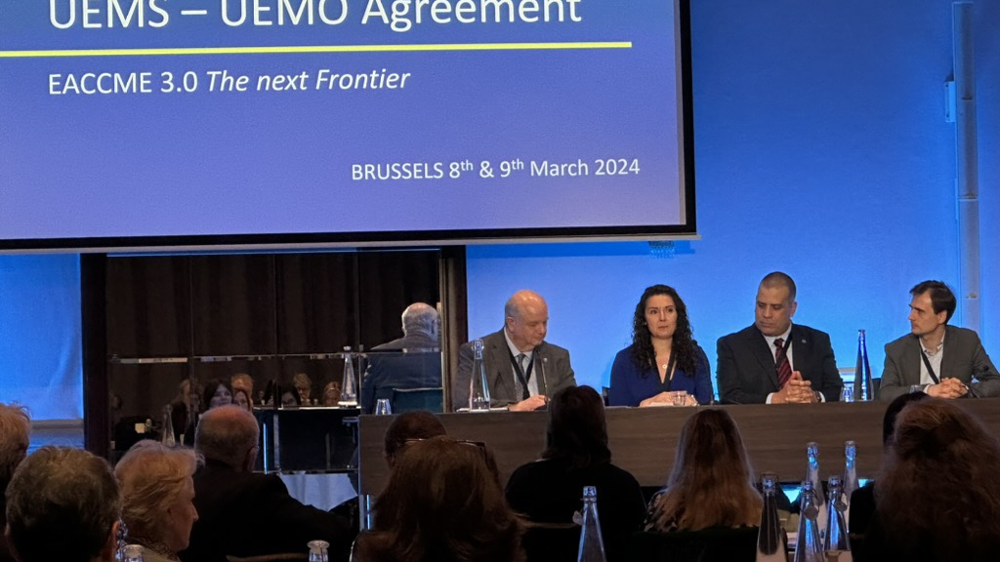 UEMS – UEMO Agreement
EACCME 3.0 The next Frontier
BRUSSELS 8th & 9th March 2024